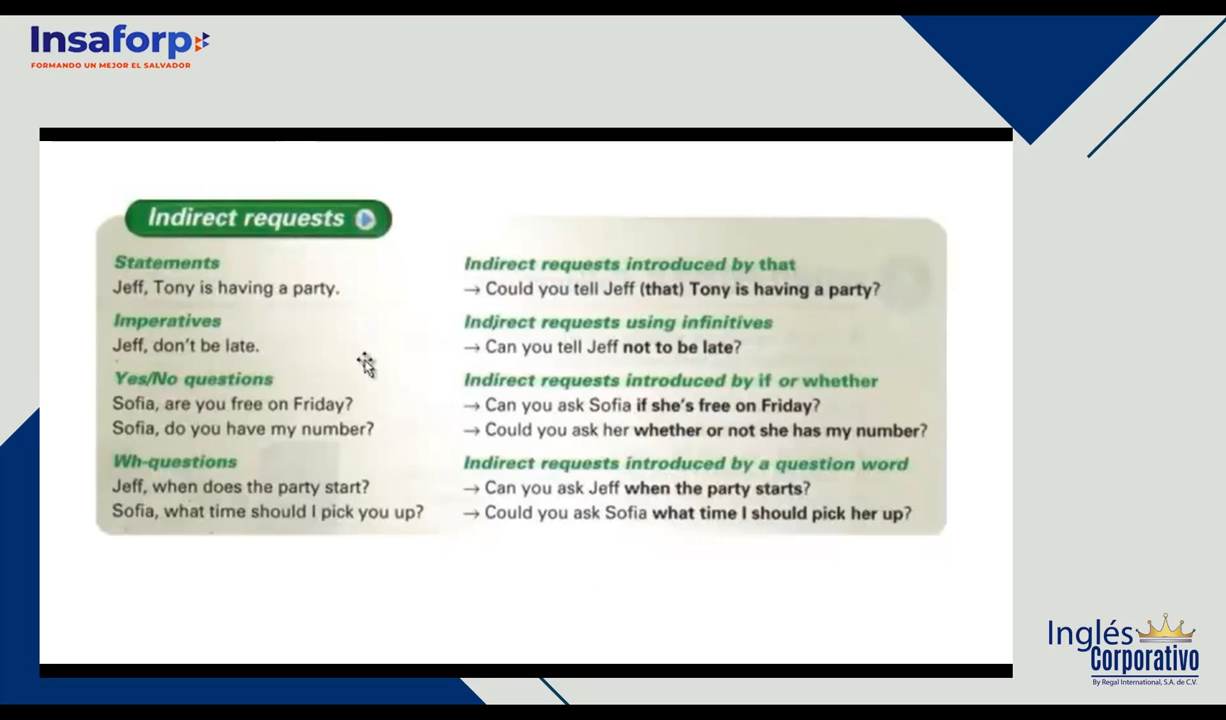 Insaforp
FORMANDO UN MEJOR EL SALVADOR
Indirect requests
Statements
Jeff, Tony is having a party.
Imperatives
Jeff, don't be late.
Yes/No questions
Sofia, are you free on Friday?
Sofia, do you have my number?
Wh-questions
Jeff, when does the party start?
Sofia, what time should I pick you up?
Indirect requests introduced by that
→ Could you tell Jeff (that) Tony is having a party?
Indirect requests using infinitives
→ Can you tell Jeff not to be late?
Indirect requests introduced by if or whether
→ Can you ask Sofia if she's free on Friday?
→ Could you ask her whether or not she has my number?
Indirect requests introduced by a question word
→ Can you ask Jeff when the party starts?
→ Could you ask Sofia what time I should pick her up?
Inglés
Corporativo
By Regal International, S.A. de C.V.